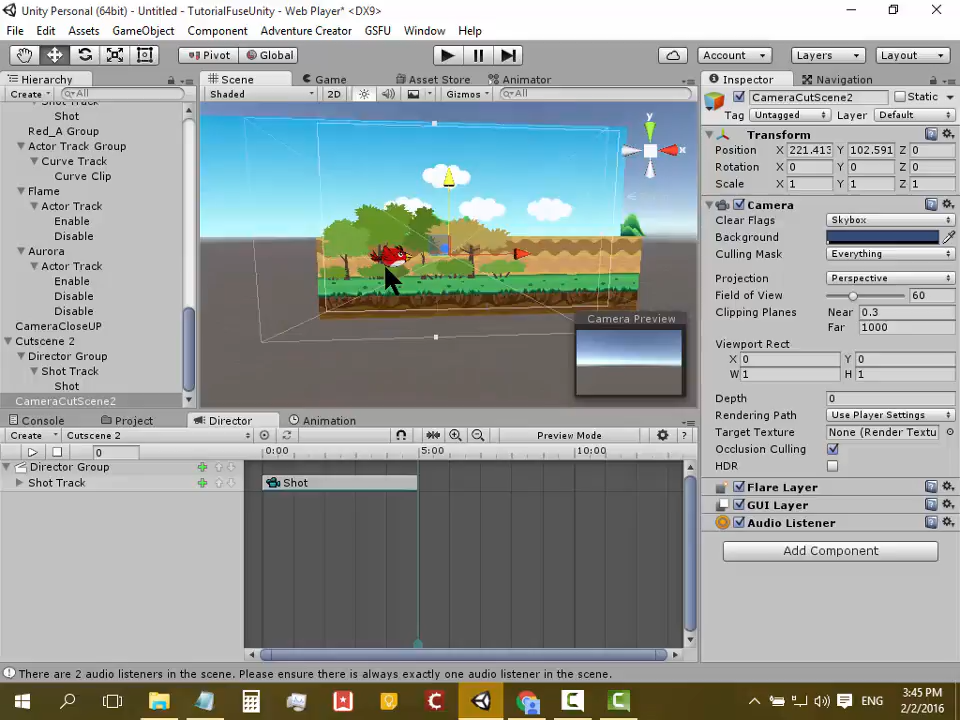 Unity Personal (64bit) - Untitled - TutorialFuseUnity - Web Player* <DX9>
File Edit Assets GameObject Component Adventure Creator GSFU Window Help
Pivot Global Account Layers Layout
Hierarchy Scene Game Asset Store Animator Inspector Navigation
Create All Shaded 2D Gizmos All CameraCutScene2 Static
Tag Untagged Layer Default
Shot Track
Shot
Red_A Group
Actor Track Group
Curve Track
Curve Clip
Flame
Actor Track
Enable
Disable
Aurora
Actor Track
Enable
Disable
Disable
CameraCloseUP
Cutscene 2
Director Group
Shot Track
Shot
CameraCutScene2
y
x
Camera Preview
Transform
Position X 221.413 Y 102.591 Z 0
Rotation X 0 Y 0 Z 0
Scale X 1 Y 1 Z 1
Camera
Clear Flags Skybox
Background
Culling Mask Everything
Projection Perspective
Field of View 60
Clipping Planes Near 0.3
Far 1000
Viewport Rect
X 0 Y 0
W 1 H 1
Depth 0
Rendering Path Use Player Settings
Target Texture None (Render Textu
Occlusion Culling
HDR
Flare Layer
GUI Layer
Audio Listener
Add Component
Console Project Director Animation
Create Cutscene 2 Preview Mode ?
0 0:00 5:00 10:00
Director Group
Shot Track Shot
There are 2 audio listeners in the scene. Please ensure there is always exactly one audio listener in the scene.
ENG
3:45 PM
2/2/2016